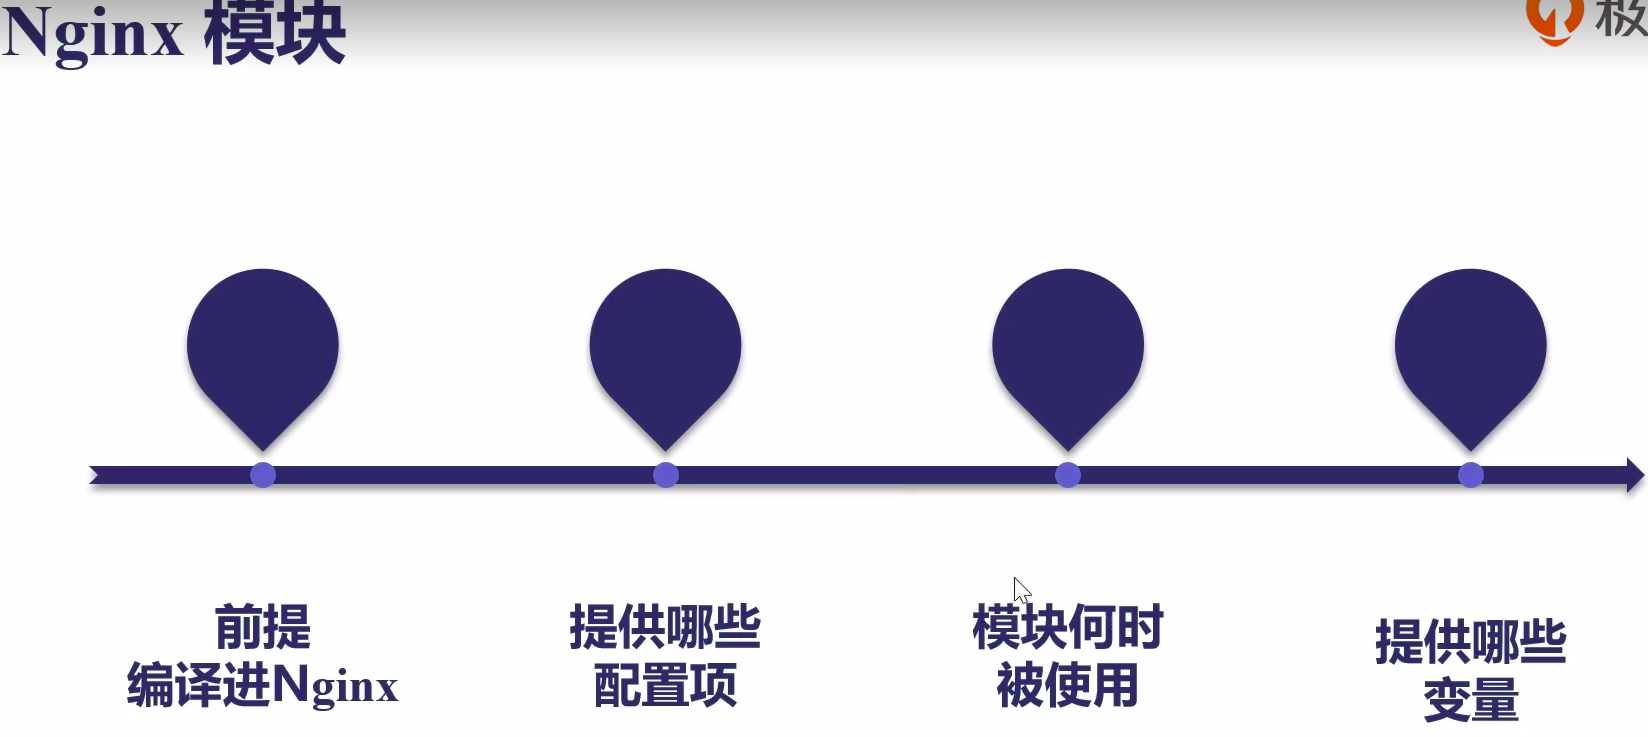 Nginx 模块
极
前提
编译进Nginx
提供哪些
配置项
模块何时
被使用
提供哪些
变量